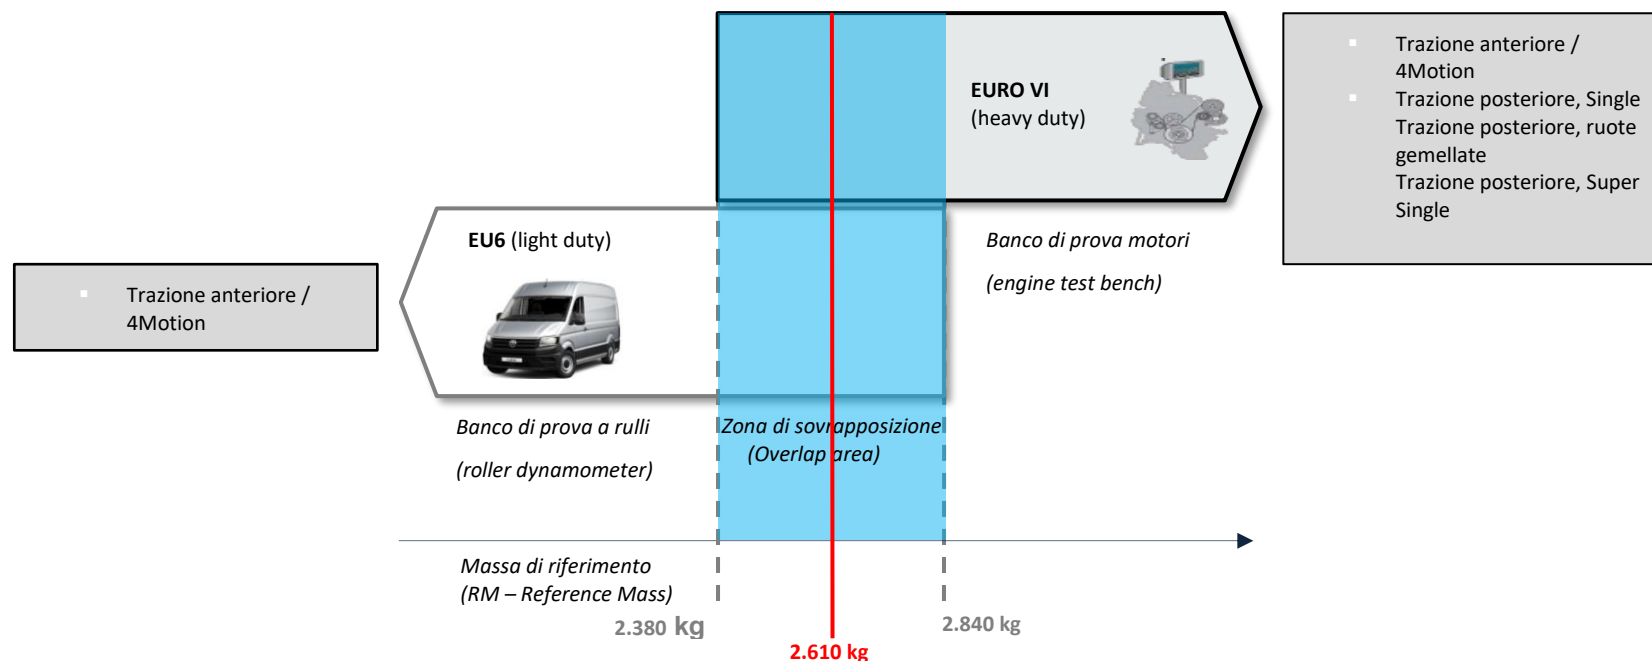 Trazione anteriore /
4Motion
Trazione posteriore, Single
Trazione posteriore, ruote
gemellate
Trazione posteriore, Super
Single
EURO VI
(heavy duty)
EU6 (light duty)
Banco di prova motori
(engine test bench)
Trazione anteriore /
4Motion
Banco di prova a rulli
(roller dynamometer)
Zona di sovrapposizione
(Overlap area)
Massa di riferimento
(RM – Reference Mass)
2.380 kg
2.840 kg
2.610 kg